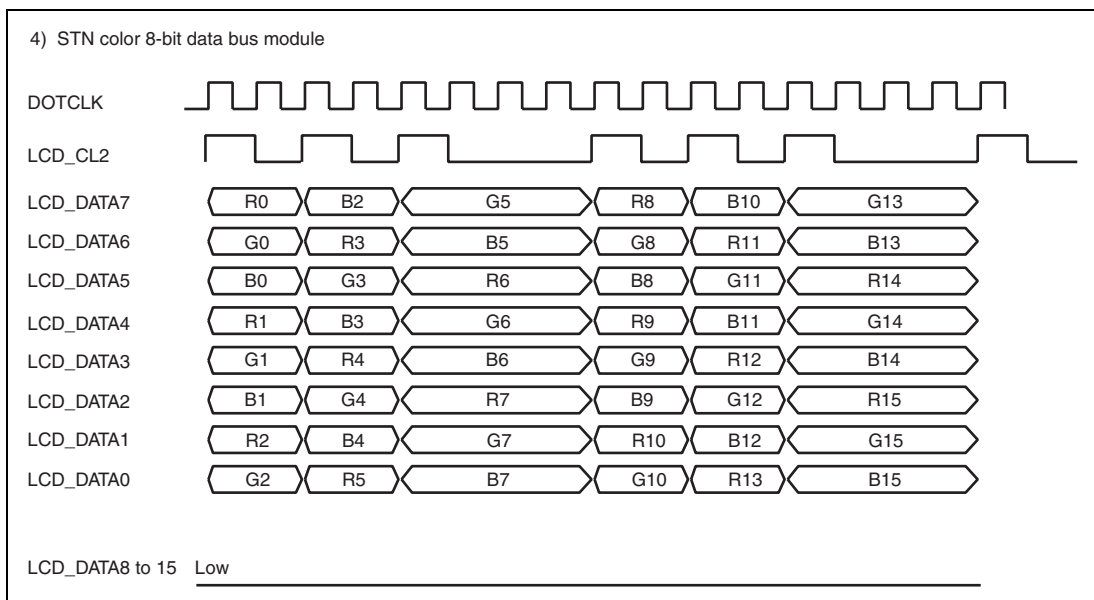 4) STN color 8-bit data bus module
DOTCLK
LCD_CL2
LCD_DATA7 R0 B2 G5 R8 B10 G13
LCD_DATA6 G0 R3 B5 G8 R11 B13
LCD_DATA5 B0 G3 R6 B8 G11 R14
LCD_DATA4 R1 B3 G6 R9 B11 G14
LCD_DATA3 G1 R4 B6 G9 R12 B14
LCD_DATA2 B1 G4 R7 B9 G12 R15
LCD_DATA1 R2 B4 G7 R10 B12 G15
LCD_DATA0 G2 R5 B7 G10 R13 B15
LCD_DATA8 to 15 Low